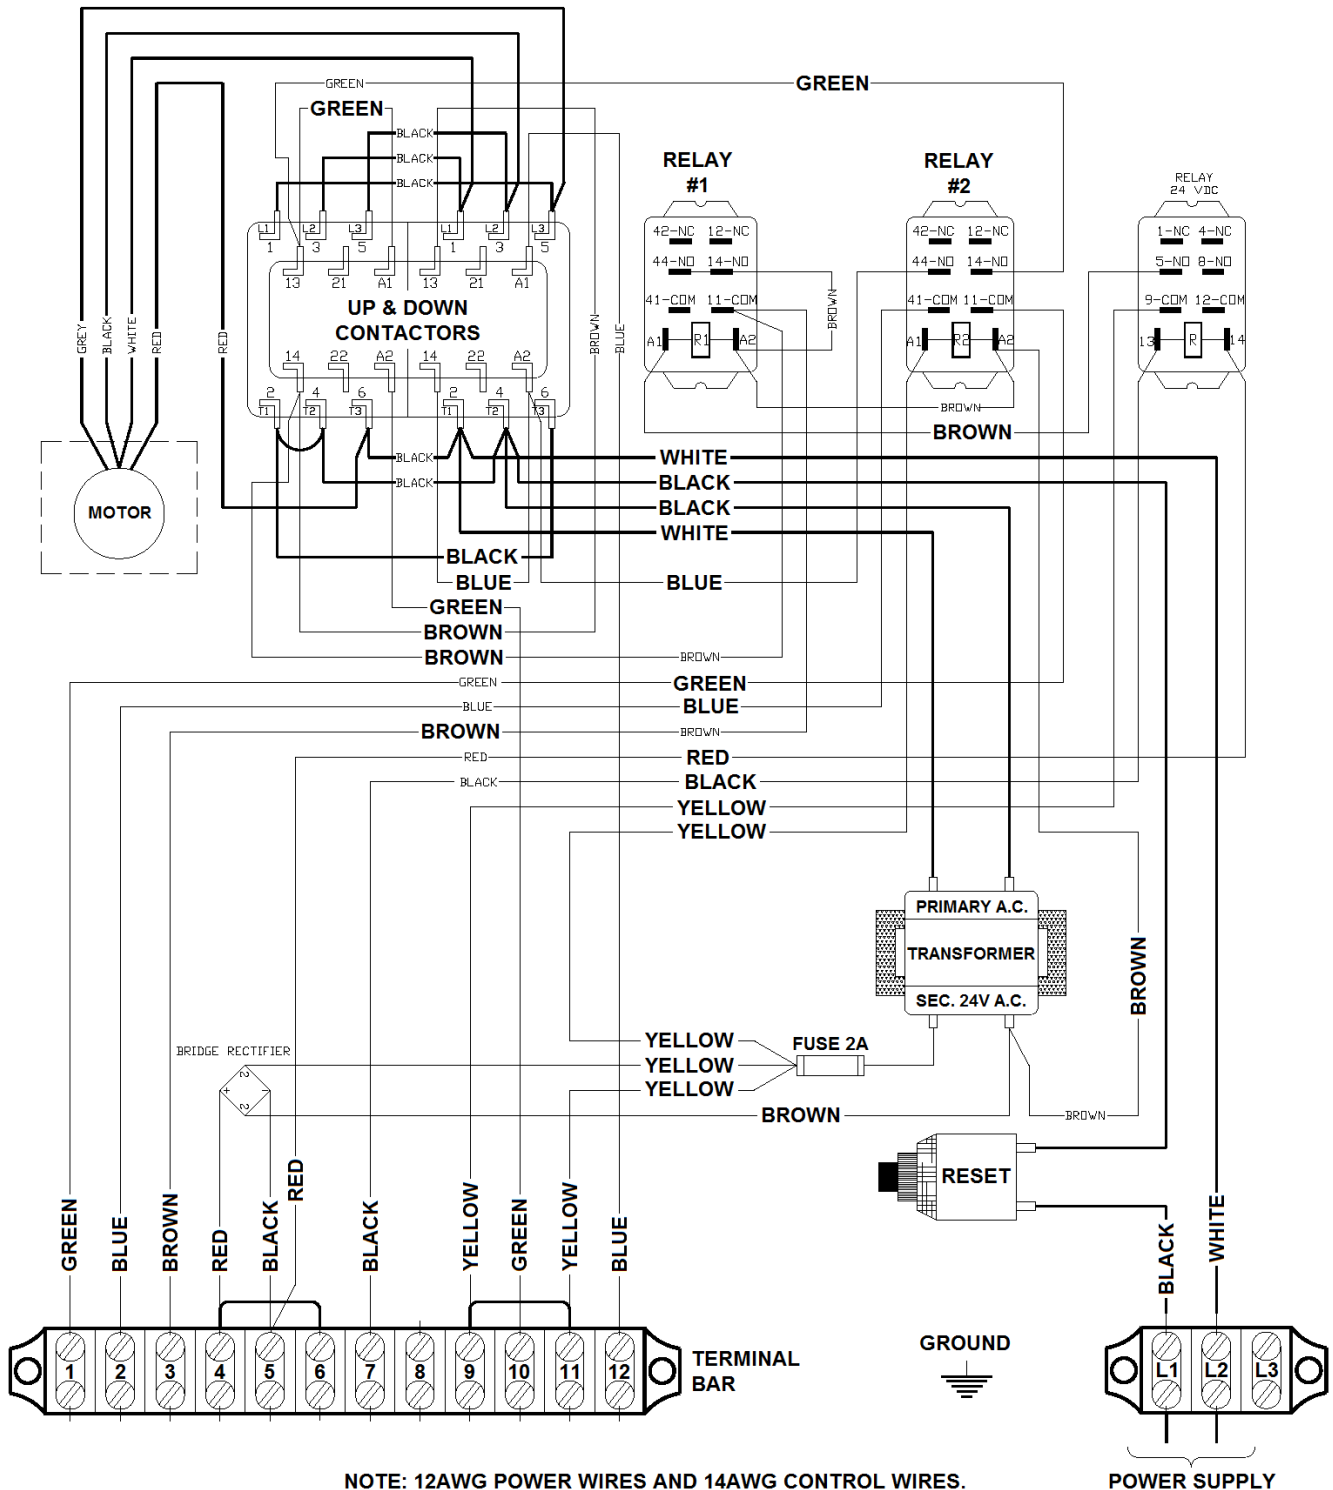 GREEN
GREEN
GREEN
BLACK
BLACK
BLACK
RELAY
#1
RELAY
#2
RELAY
24 VDC
L1 L2 L3 L1 L2 L3
1 3 5 1 3 5
13 21 A1 13 21 A1
UP & DOWN
CONTACTORS
14 22 A2 14 22 A2
2 4 6 2 4 6
T1 T2 T3 T1 T2 T3
42-NC 12-NC
44-NO 14-NO
41-COM 11-COM
A1 R1 A2
42-NC 12-NC
44-NO 14-NO
41-COM 11-COM
A1 R2 A2
1-NC 4-NC
5-NO 8-NO
9-COM 12-COM
13 R 14
GREY
BLACK
WHITE
RED
RED
BROWN
BLUE
BROWN
MOTOR
BROWN
BROWN
BLACK WHITE
BLACK BLACK
BLACK
WHITE
BLACK
BLUE BLUE
GREEN
BROWN
BROWN BROWN
GREEN GREEN
BLUE BLUE
BROWN BROWN
RED RED
BLACK BLACK
YELLOW
YELLOW
PRIMARY A.C.
TRANSFORMER
SEC. 24V A.C.
BROWN
YELLOW FUSE 2A
YELLOW
YELLOW
BRIDGE RECTIFIER
2
+ -
2
BROWN BROWN
RESET
GREEN
BLUE
BROWN
RED
BLACK
RED
BLACK
YELLOW
GREEN
YELLOW
BLUE
BLACK
WHITE
GROUND
1 2 3 4 5 6 7 8 9 10 11 12
TERMINAL
BAR
L1 L2 L3
NOTE: 12AWG POWER WIRES AND 14AWG CONTROL WIRES.
POWER SUPPLY